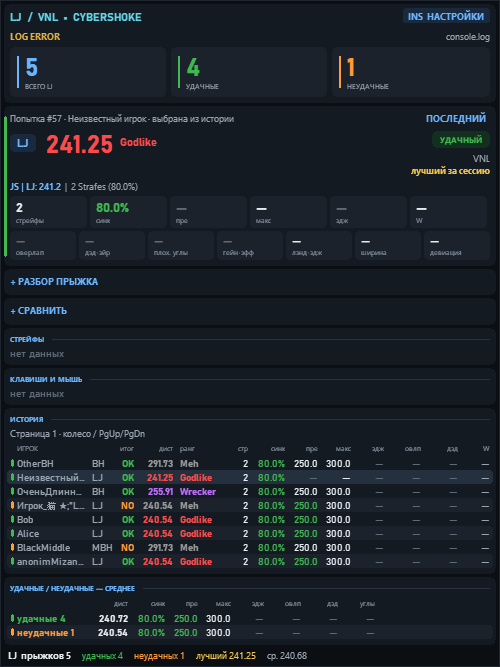 LJ / VNL • CYBERSHOKE INS НАСТРОЙКИ
LOG ERROR console.log
5 4 1
ВСЕГО LJ УДАЧНЫЕ НЕУДАЧНЫЕ
Попытка #57 · Неизвестный игрок · выбрана из истории ПОСЛЕДНИЙ
LJ 241.25 Godlike УДАЧНЫЙ
VNL
лучший за сессию
JS | LJ: 241.2 | 2 Strafes (80.0%)
2 80.0% — — — —
стрейфы синк пре макс эдж W
— — — — — — —
оверлап дэд-эйр плох. углы гейн-эфф лэнд-эдж ширина девиация
+ РАЗБОР ПРЫЖКА
+ СРАВНИТЬ
СТРЕЙФЫ
нет данных
КЛАВИШИ И МЫШЬ
нет данных
ИСТОРИЯ
Страница 1 · колесо / PgUp/PgDn
ИГРОК итог дист ранг стр синк пре макс эдж овлп дэд W
OtherBH BH OK 291.73 Meh 2 80.0% 250.0 300.0 — — — —
Неизвестный... LJ OK 241.25 Godlike 2 80.0% — — — — — —
ОченьДлинн... BH OK 255.91 Wrecker 2 80.0% 250.0 300.0 — — — —
Игрок_猫 ★;"L... LJ NO 240.54 Meh 2 80.0% 250.0 300.0 — — — —
Bob LJ OK 240.54 Godlike 2 80.0% 250.0 300.0 — — — —
Alice LJ OK 240.54 Godlike 2 80.0% 250.0 300.0 — — — —
BlackMiddle MBH NO 291.73 Meh 2 80.0% 250.0 300.0 — — — —
anonimMizan... LJ OK 240.54 Godlike 2 80.0% 250.0 300.0 — — — —
УДАЧНЫЕ / НЕУДАЧНЫЕ — СРЕДНЕЕ
дист синк пре макс эдж овлп дэд углы
удачные 4 240.72 80.0% 250.0 300.0 — — — —
неудачные 1 240.54 80.0% 250.0 300.0 — — — —
LJ прыжков 5 удачных 4 неудачных 1 лучший 241.25 ср. 240.68